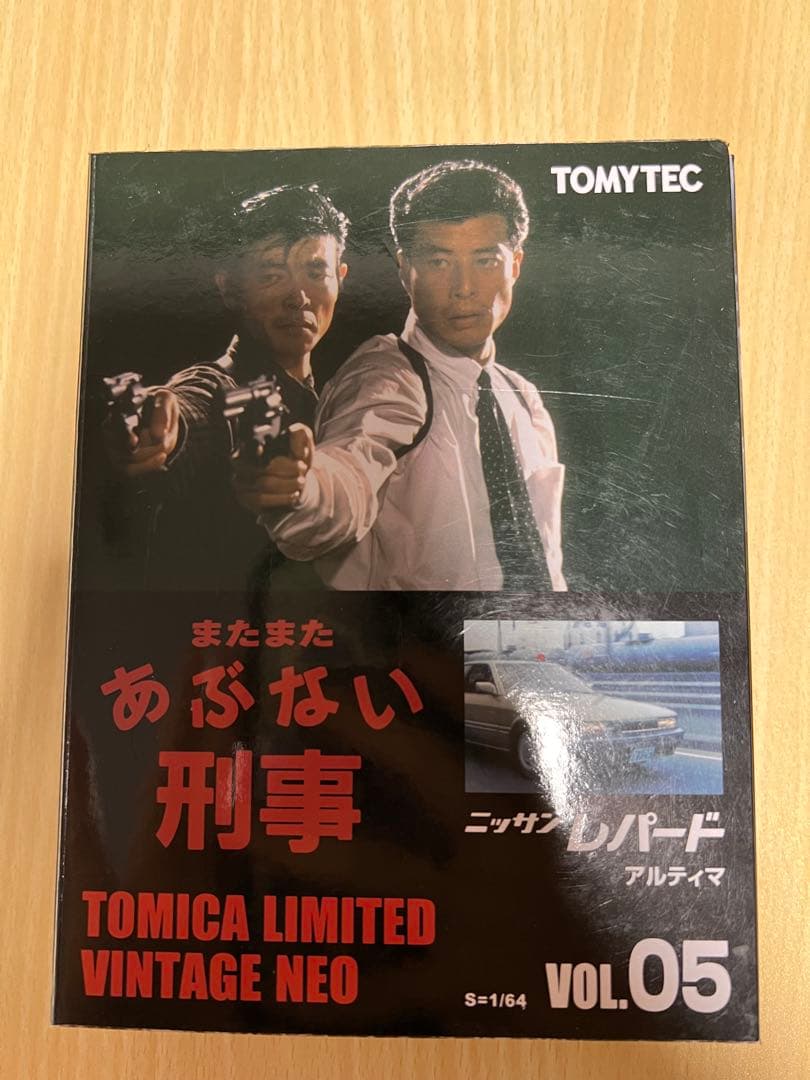 TOMYTEC
またまた
あぶない
刑事
ニッサン レパード
アルティマ
TOMICA LIMITED
VINTAGE NEO
S=1/64
VOL.05